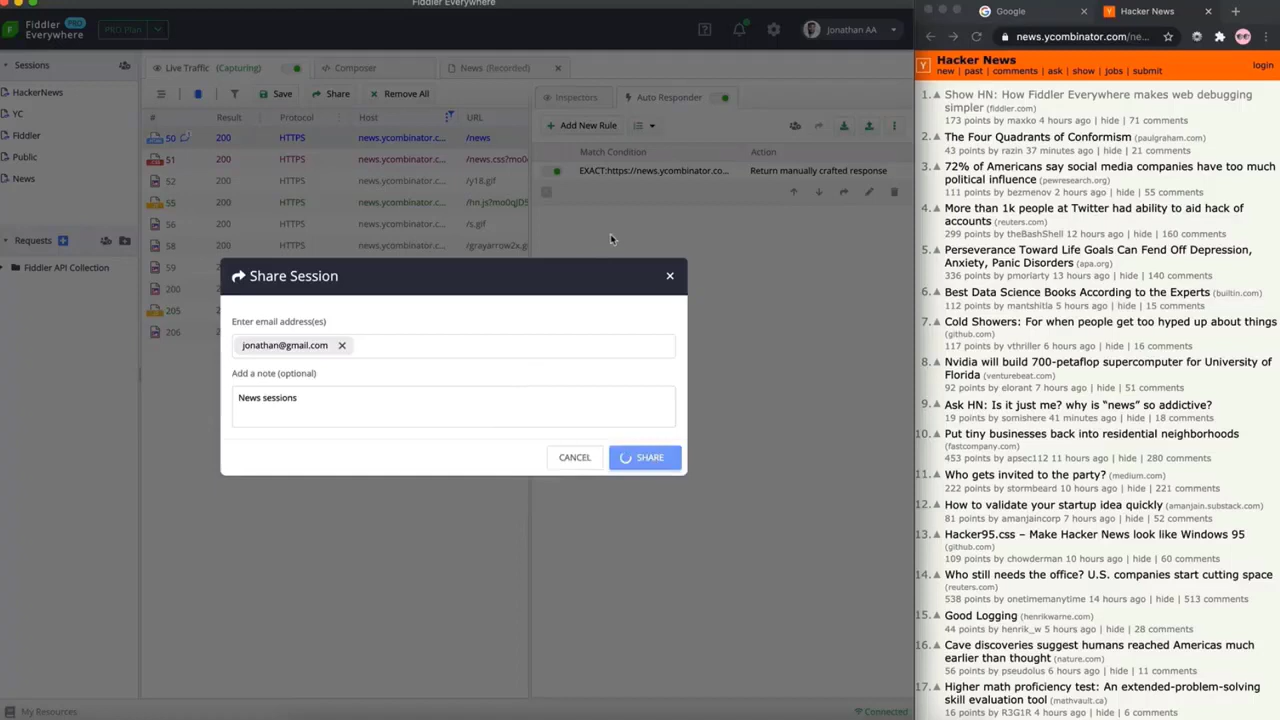 Fiddler Everywhere
Fiddler Everywhere PRO
PRO Plan
Jonathan AA
Sessions
HackerNews
YC
Fiddler
Public
News
Requests
Fiddler API Collection
My Resources
Live Traffic (Capturing)
Composer
News (Recorded)
Save
Share
Remove All
# Result Protocol Host URL
50 200 HTTPS news.ycombinator.c... /news
51 200 HTTPS news.ycombinator.c... /news.css?mo0
52 200 HTTPS news.ycombinator.c... /y18.gif
55 200 HTTPS news.ycombinator.c... /hn.js?mo0qJD5
56 200 HTTPS news.ycombinator.c... /s.gif
58 200 HTTPS news.ycombinator.c... /grayarrow2x.g
59
200
205
206
Inspectors
Auto Responder
Add New Rule
Match Condition Action
EXACT:https://news.ycombinator.co... Return manually crafted response
Share Session
Enter email address(es)
jonathan@gmail.com
Add a note (optional)
News sessions
CANCEL
SHARE
Connected
Google
Hacker News
news.ycombinator.com/ne...
Y
Hacker News
new | past | comments | ask | show | jobs | submit
login
1. Show HN: How Fiddler Everywhere makes web debugging
simpler (fiddler.com)
173 points by maxko 4 hours ago | hide | 71 comments
2. The Four Quadrants of Conformism (paulgraham.com)
43 points by razin 37 minutes ago | hide | 21 comments
3. 72% of Americans say social media companies have too much
political influence (pewresearch.org)
111 points by bezmenov 2 hours ago | hide | 55 comments
4. More than 1k people at Twitter had ability to aid hack of
accounts (reuters.com)
299 points by theBashShell 12 hours ago | hide | 160 comments
5. Perseverance Toward Life Goals Can Fend Off Depression,
Anxiety, Panic Disorders (apa.org)
336 points by pmoriarty 13 hours ago | hide | 140 comments
6. Best Data Science Books According to the Experts (builtin.com)
112 points by mantshitla 5 hours ago | hide | 15 comments
7. Cold Showers: For when people get too hyped up about things
(github.com)
117 points by vthriller 6 hours ago | hide | 16 comments
8. Nvidia will build 700-petaflop supercomputer for University of
Florida (venturebeat.com)
92 points by elorant 7 hours ago | hide | 51 comments
9. Ask HN: Is it just me? why is “news” so addictive?
19 points by somishere 41 minutes ago | hide | 18 comments
10. Put tiny businesses back into residential neighborhoods
(fastcompany.com)
453 points by apsec112 11 hours ago | hide | 280 comments
11. Who gets invited to the party? (medium.com)
222 points by stormbeard 10 hours ago | hide | 221 comments
12. How to validate your startup idea quickly (amanjain.substack.com)
81 points by amanjaincorp 7 hours ago | hide | 52 comments
13. Hacker95.css – Make Hacker News look like Windows 95
(github.com)
109 points by chowderman 10 hours ago | hide | 60 comments
14. Who still needs the office? U.S. companies start cutting space
(reuters.com)
538 points by onetimemanytime 14 hours ago | hide | 513 comments
15. Good Logging (henrikwarne.com)
44 points by henrik_w 5 hours ago | hide | 28 comments
16. Cave discoveries suggest humans reached Americas much
earlier than thought (nature.com)
56 points by pseudolus 6 hours ago | hide | 11 comments
17. Higher math proficiency test: An extended-problem-solving
skill evaluation tool (mathvault.ca)
16 points by R3G1R 4 hours ago | hide | 6 comments